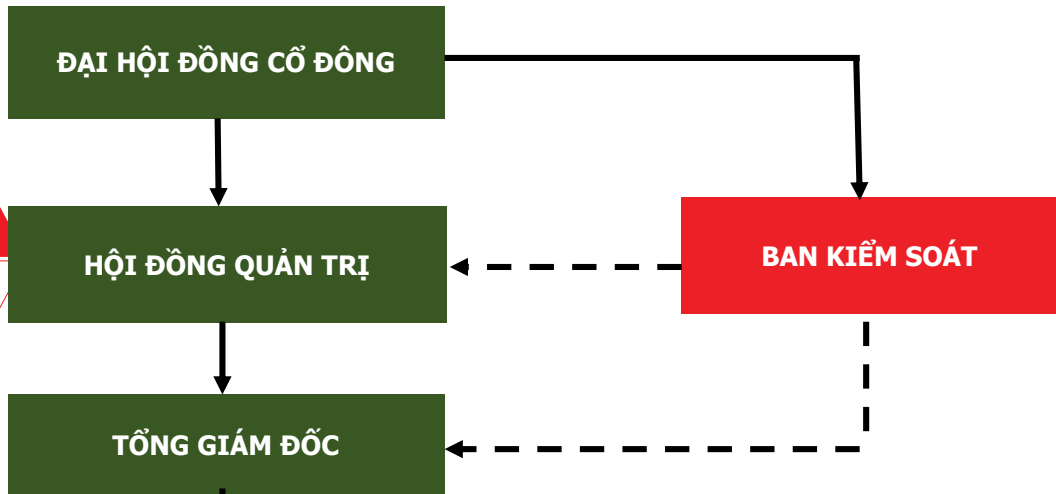 ĐẠI HỘI ĐỒNG CỔ ĐÔNG
HỘI ĐỒNG QUẢN TRỊ
BAN KIỂM SOÁT
TỔNG GIÁM ĐỐC